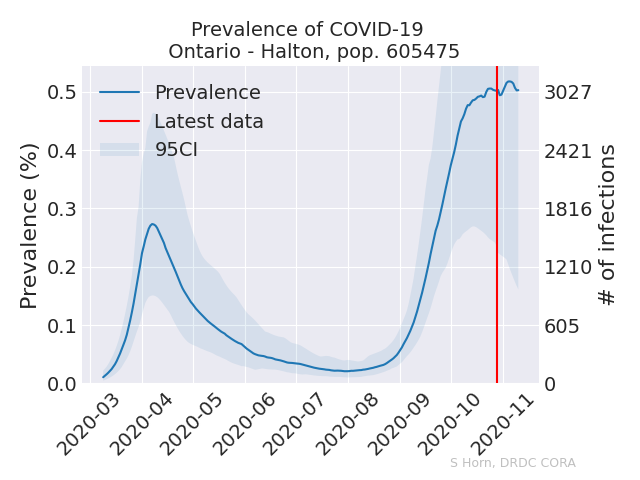 Prevalence of COVID-19
Ontario - Halton, pop. 605475
Prevalence (%)
0.5
0.4
0.3
0.2
0.1
0.0
Prevalence
Latest data
95CI
3027
2421
1816
1210
605
0
# of infections
2020-03
2020-04
2020-05
2020-06
2020-07
2020-08
2020-09
2020-10
2020-11
S Horn, DRDC CORA